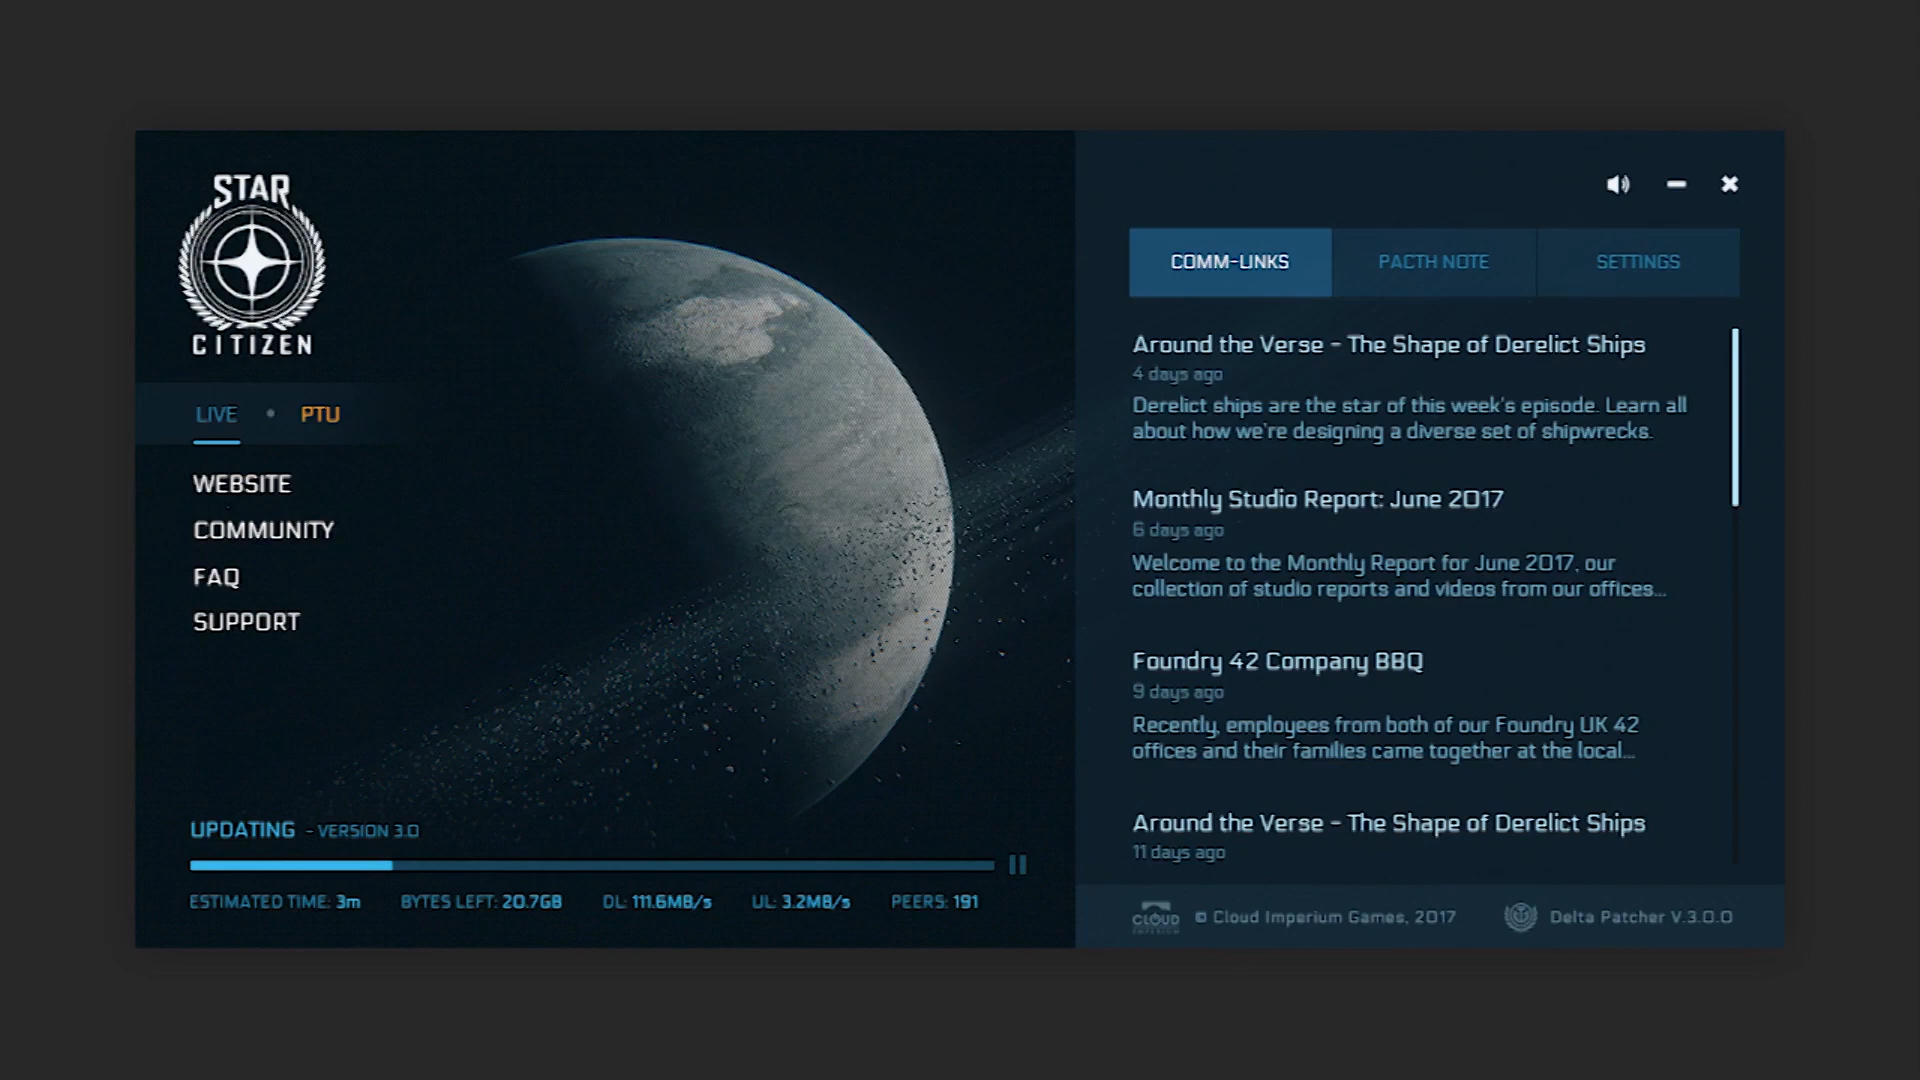 STAR
CITIZEN
LIVE • PTU
WEBSITE
COMMUNITY
FAQ
SUPPORT
UPDATING - VERSION 3.0
ESTIMATED TIME: 3m BYTES LEFT: 20.7GB DL: 111.6MB/s UL: 3.2MB/s PEERS: 191
COMM-LINKS PACTH NOTE SETTINGS
Around the Verse - The Shape of Derelict Ships
4 days ago
Derelict ships are the star of this week's episode. Learn all
about how we're designing a diverse set of shipwrecks.
Monthly Studio Report: June 2017
6 days ago
Welcome to the Monthly Report for June 2017, our
collection of studio reports and videos from our offices...
Foundry 42 Company BBQ
9 days ago
Recently, employees from both of our Foundry UK 42
offices and their families came together at the local...
Around the Verse - The Shape of Derelict Ships
11 days ago
CLOUD
IMPERIUM
© Cloud Imperium Games, 2017 Delta Patcher V.3.0.0